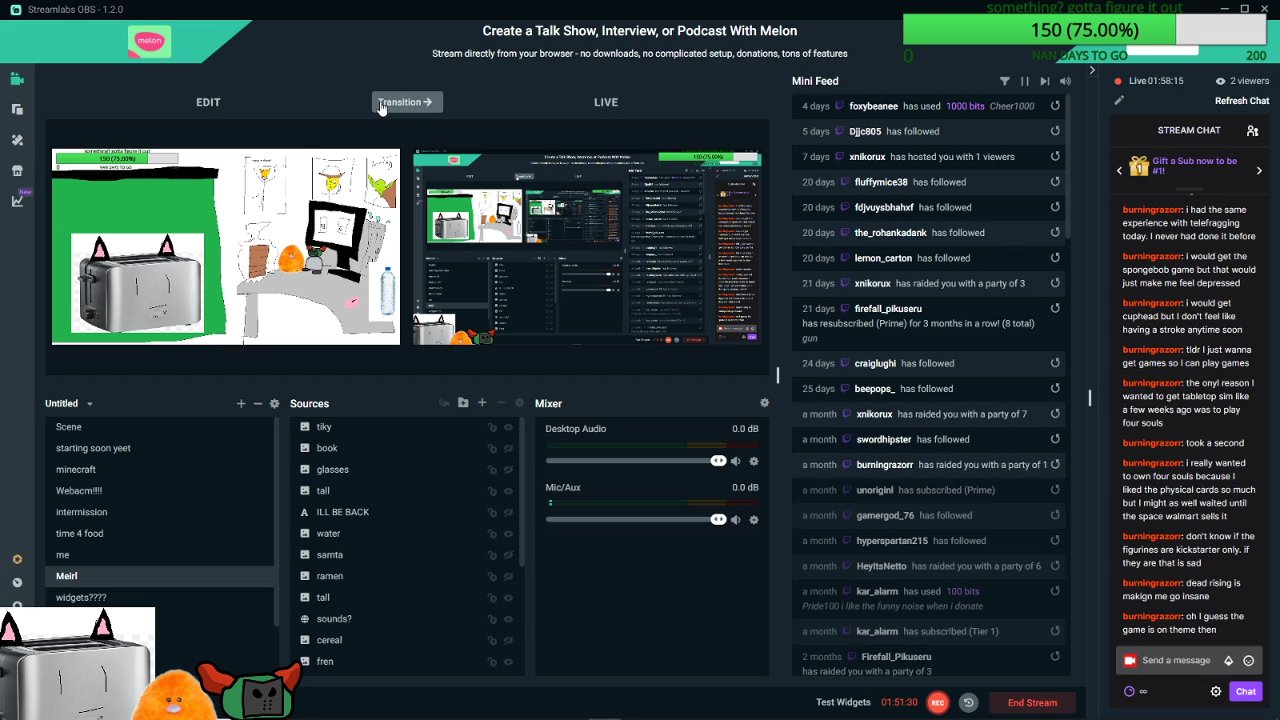 Streamlabs OBS - 1.2.0
something? gotta figure it out
melon
Create a Talk Show, Interview, or Podcast With Melon
150 (75.00%)
Stream directly from your browser - no downloads, no complicated setup, donations, tons of features
0
NAN DAYS TO GO
200
EDIT
Transition
LIVE
something? gotta figure it out
150 (75.00%)
NAN DAYS TO GO
Untitled
Scene
starting soon yeet
minecraft
Webacm!!!!
intermission
time 4 food
me
Meirl
widgets????
Sources
tiky
book
glasses
tall
ILL BE BACK
water
samta
ramen
tall
sounds?
cereal
fren
Mixer
Desktop Audio
0.0 dB
Mic/Aux
0.0 dB
Mini Feed
4 days foxybeanee has used 1000 bits Cheer1000
5 days Djjc805 has followed
xnikorux has hosted you with 1 viewers
20 days fluffymice38 has followed
20 days fdjvuysbhahxf has followed
20 days the_rohankadank has followed
20 days lemon_carton has followed
21 days xnikorux has raided you with a party of 3
21 days firefall_pikuseru
has resubscribed (Prime) for 3 months in a row! (8 total)
gun
24 days craiglughi has followed
25 days beepops_ has followed
a month xnikorux has raided you with a party of 7
a month swordhipster has followed
a month burningrazorr has raided you with a party of 1
a month unoriginl has subscribed (Prime)
a month gamergod_76 has followed
a month hyperspartan215 has followed
a month HeyItsNetto has raided you with a party of 6
a month kar_alarm has used 100 bits
Pride100 i like the funny noise when i donate
a month kar_alarm has subscribed (Tier 1)
2 months Firefall_Pikuseru
has raided you with a party of 3
Live 01:58:15
2 viewers
Refresh Chat
STREAM CHAT
Gift a Sub now to be
#1!
burningrazorr: i had the same
experience with telefragging
today. I never had done it before
burningrazorr: i would get the
spongebob game but that would
just make me feel depressed
burningrazorr: i would get
cuphead but I don't feel like
having a stroke anytime soon
burningrazorr: tldr I just wanna
get games so I can play games
burningrazorr: the onyl reason I
wanted to get tabletop sim like
a few weeks ago was to play
four souls
burningrazorr: took a second
burningrazorr: i really wanted
to own four souls because I
liked the physical cards so much
but I might as well waited until
the space walmart sells it
burningrazorr: don't know if the
figurines are kickstarter only. if
they are that is sad
burningrazorr: dead rising is
makign me go insane
burningrazorr: oh I guess the
game is on theme then
Send a message
∞
Chat
New
Test Widgets
01:51:30
REC
End Stream